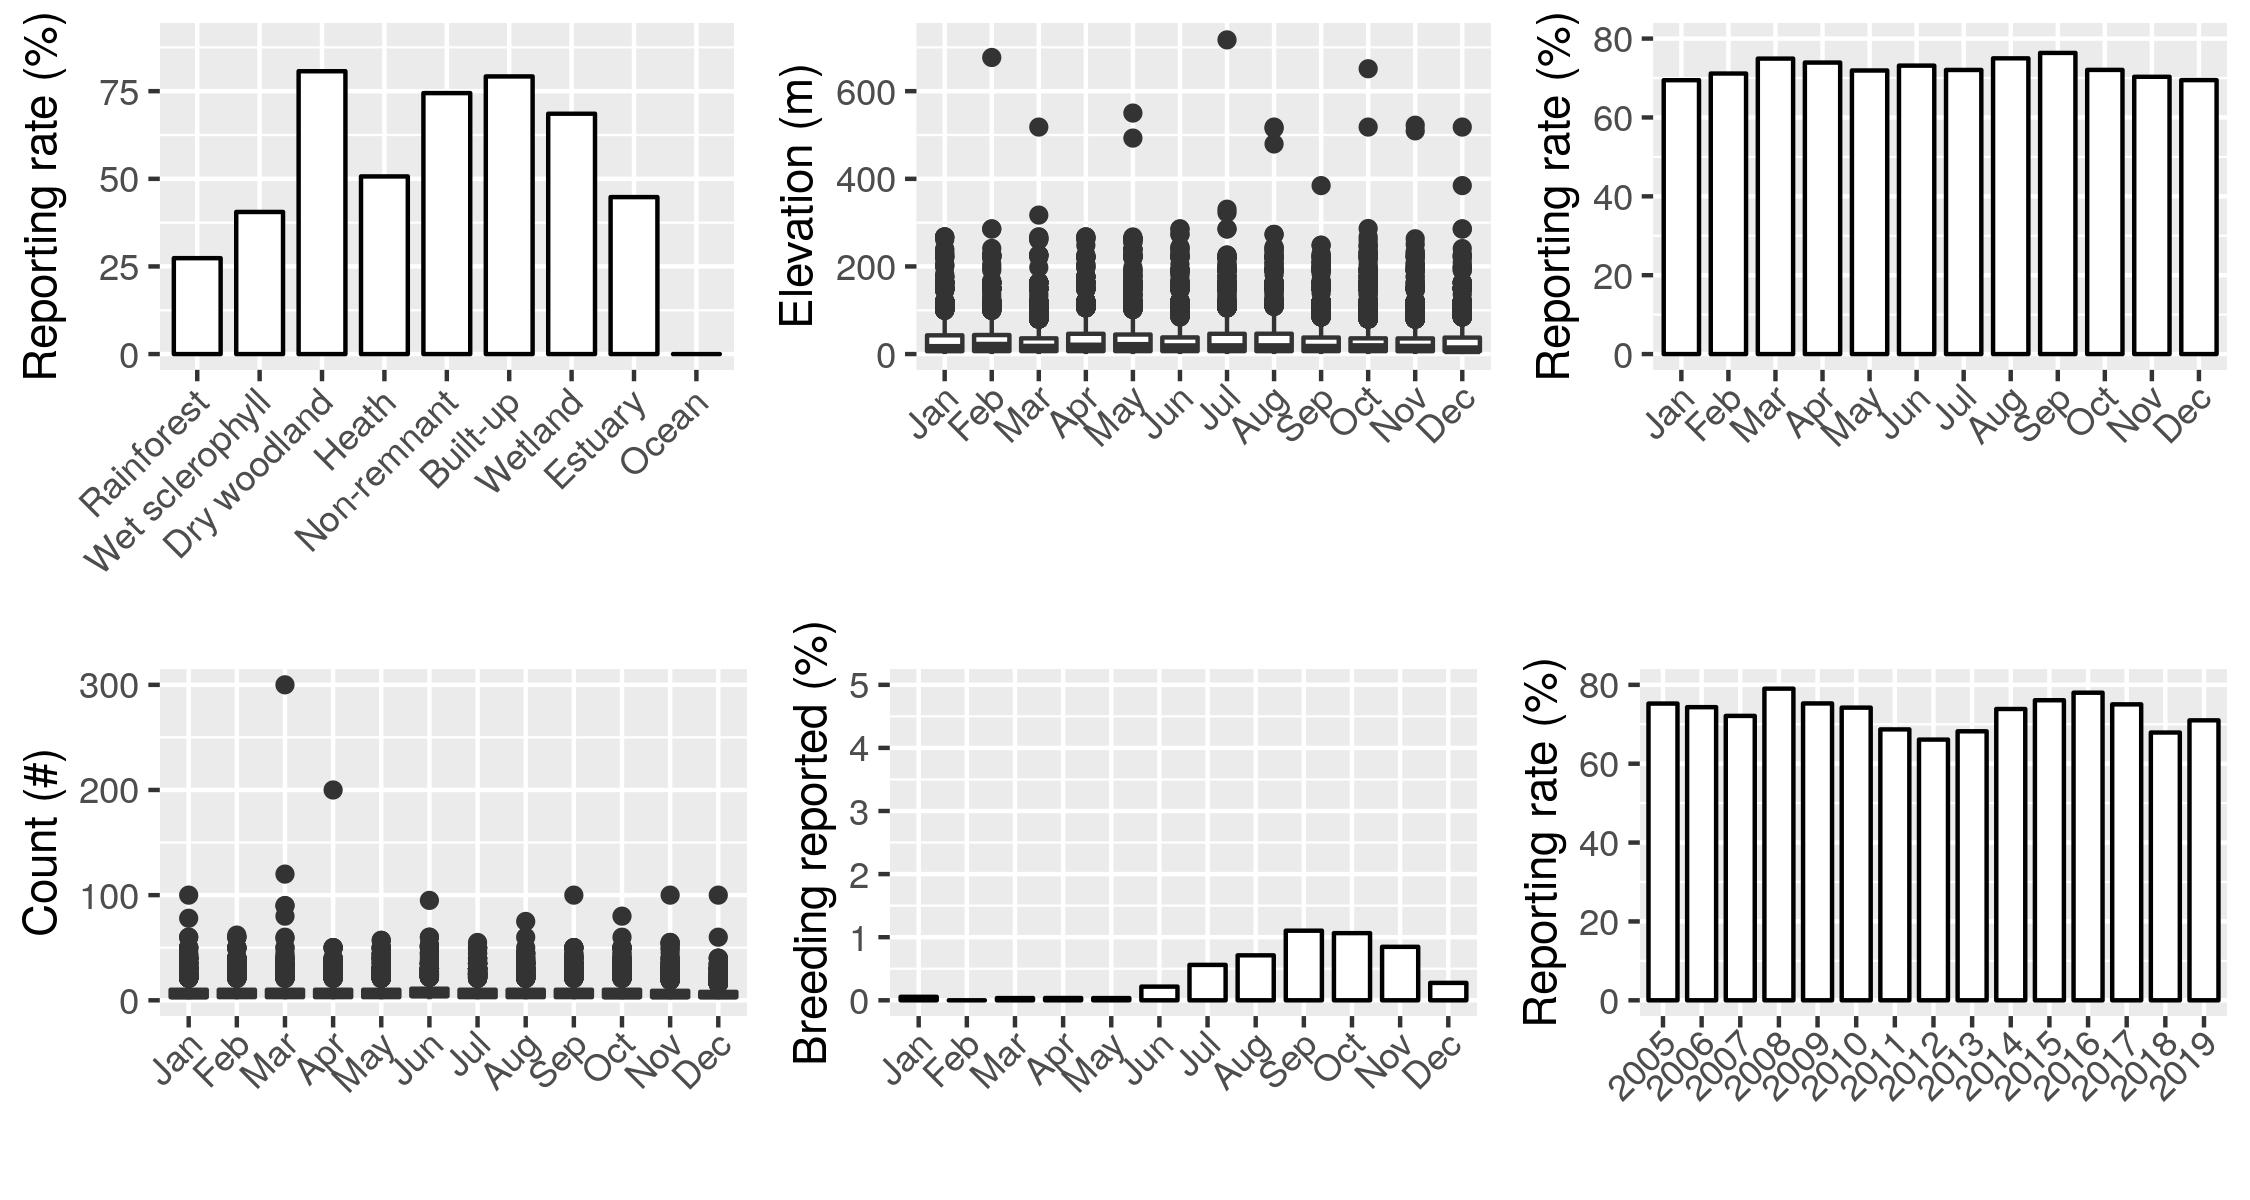 Reporting rate (%)
75
50
25
0
Rainforest
Wet sclerophyll
Dry woodland
Heath
Non-remnant
Built-up
Wetland
Estuary
Ocean
Elevation (m)
600
400
200
0
Jan
Feb
Mar
Apr
May
Jun
Jul
Aug
Sep
Oct
Nov
Dec
Reporting rate (%)
80
60
40
20
0
Jan
Feb
Mar
Apr
May
Jun
Jul
Aug
Sep
Oct
Nov
Dec
Count (#)
300
200
100
0
Jan
Feb
Mar
Apr
May
Jun
Jul
Aug
Sep
Oct
Nov
Dec
Breeding reported (%)
5
4
3
2
1
0
Jan
Feb
Mar
Apr
May
Jun
Jul
Aug
Sep
Oct
Nov
Dec
Reporting rate (%)
80
60
40
20
0
2005
2006
2007
2008
2009
2010
2011
2012
2013
2014
2015
2016
2017
2018
2019